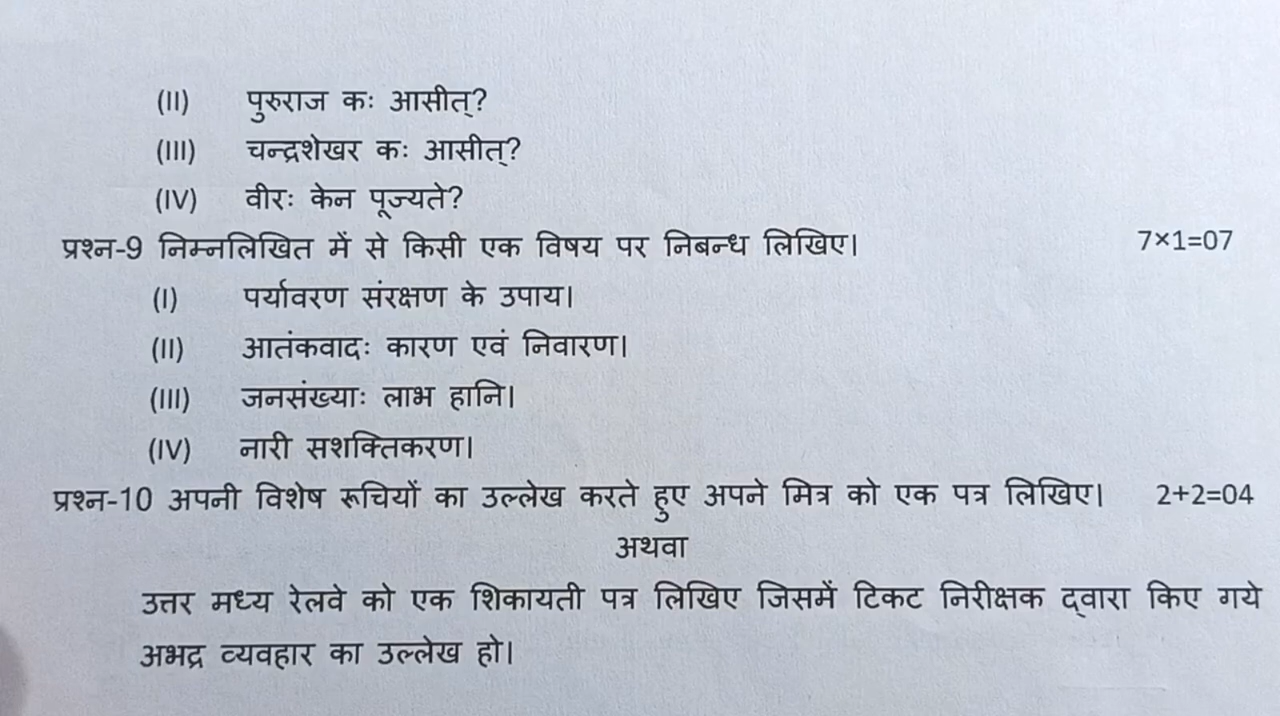 (II) पुरुराज कः आसीत्?
(III) चन्द्रशेखर कः आसीत्?
(IV) वीरः केन पूज्यते?
प्रश्न-9 निम्नलिखित में से किसी एक विषय पर निबन्ध लिखिए। 7×1=07
(I) पर्यावरण संरक्षण के उपाय।
(II) आतंकवादः कारण एवं निवारण।
(III) जनसंख्याः लाभ हानि।
(IV) नारी सशक्तिकरण।
प्रश्न-10 अपनी विशेष रूचियों का उल्लेख करते हुए अपने मित्र को एक पत्र लिखिए। 2+2=04
अथवा
उत्तर मध्य रेलवे को एक शिकायती पत्र लिखिए जिसमें टिकट निरीक्षक द्वारा किए गये
अभद्र व्यवहार का उल्लेख हो।